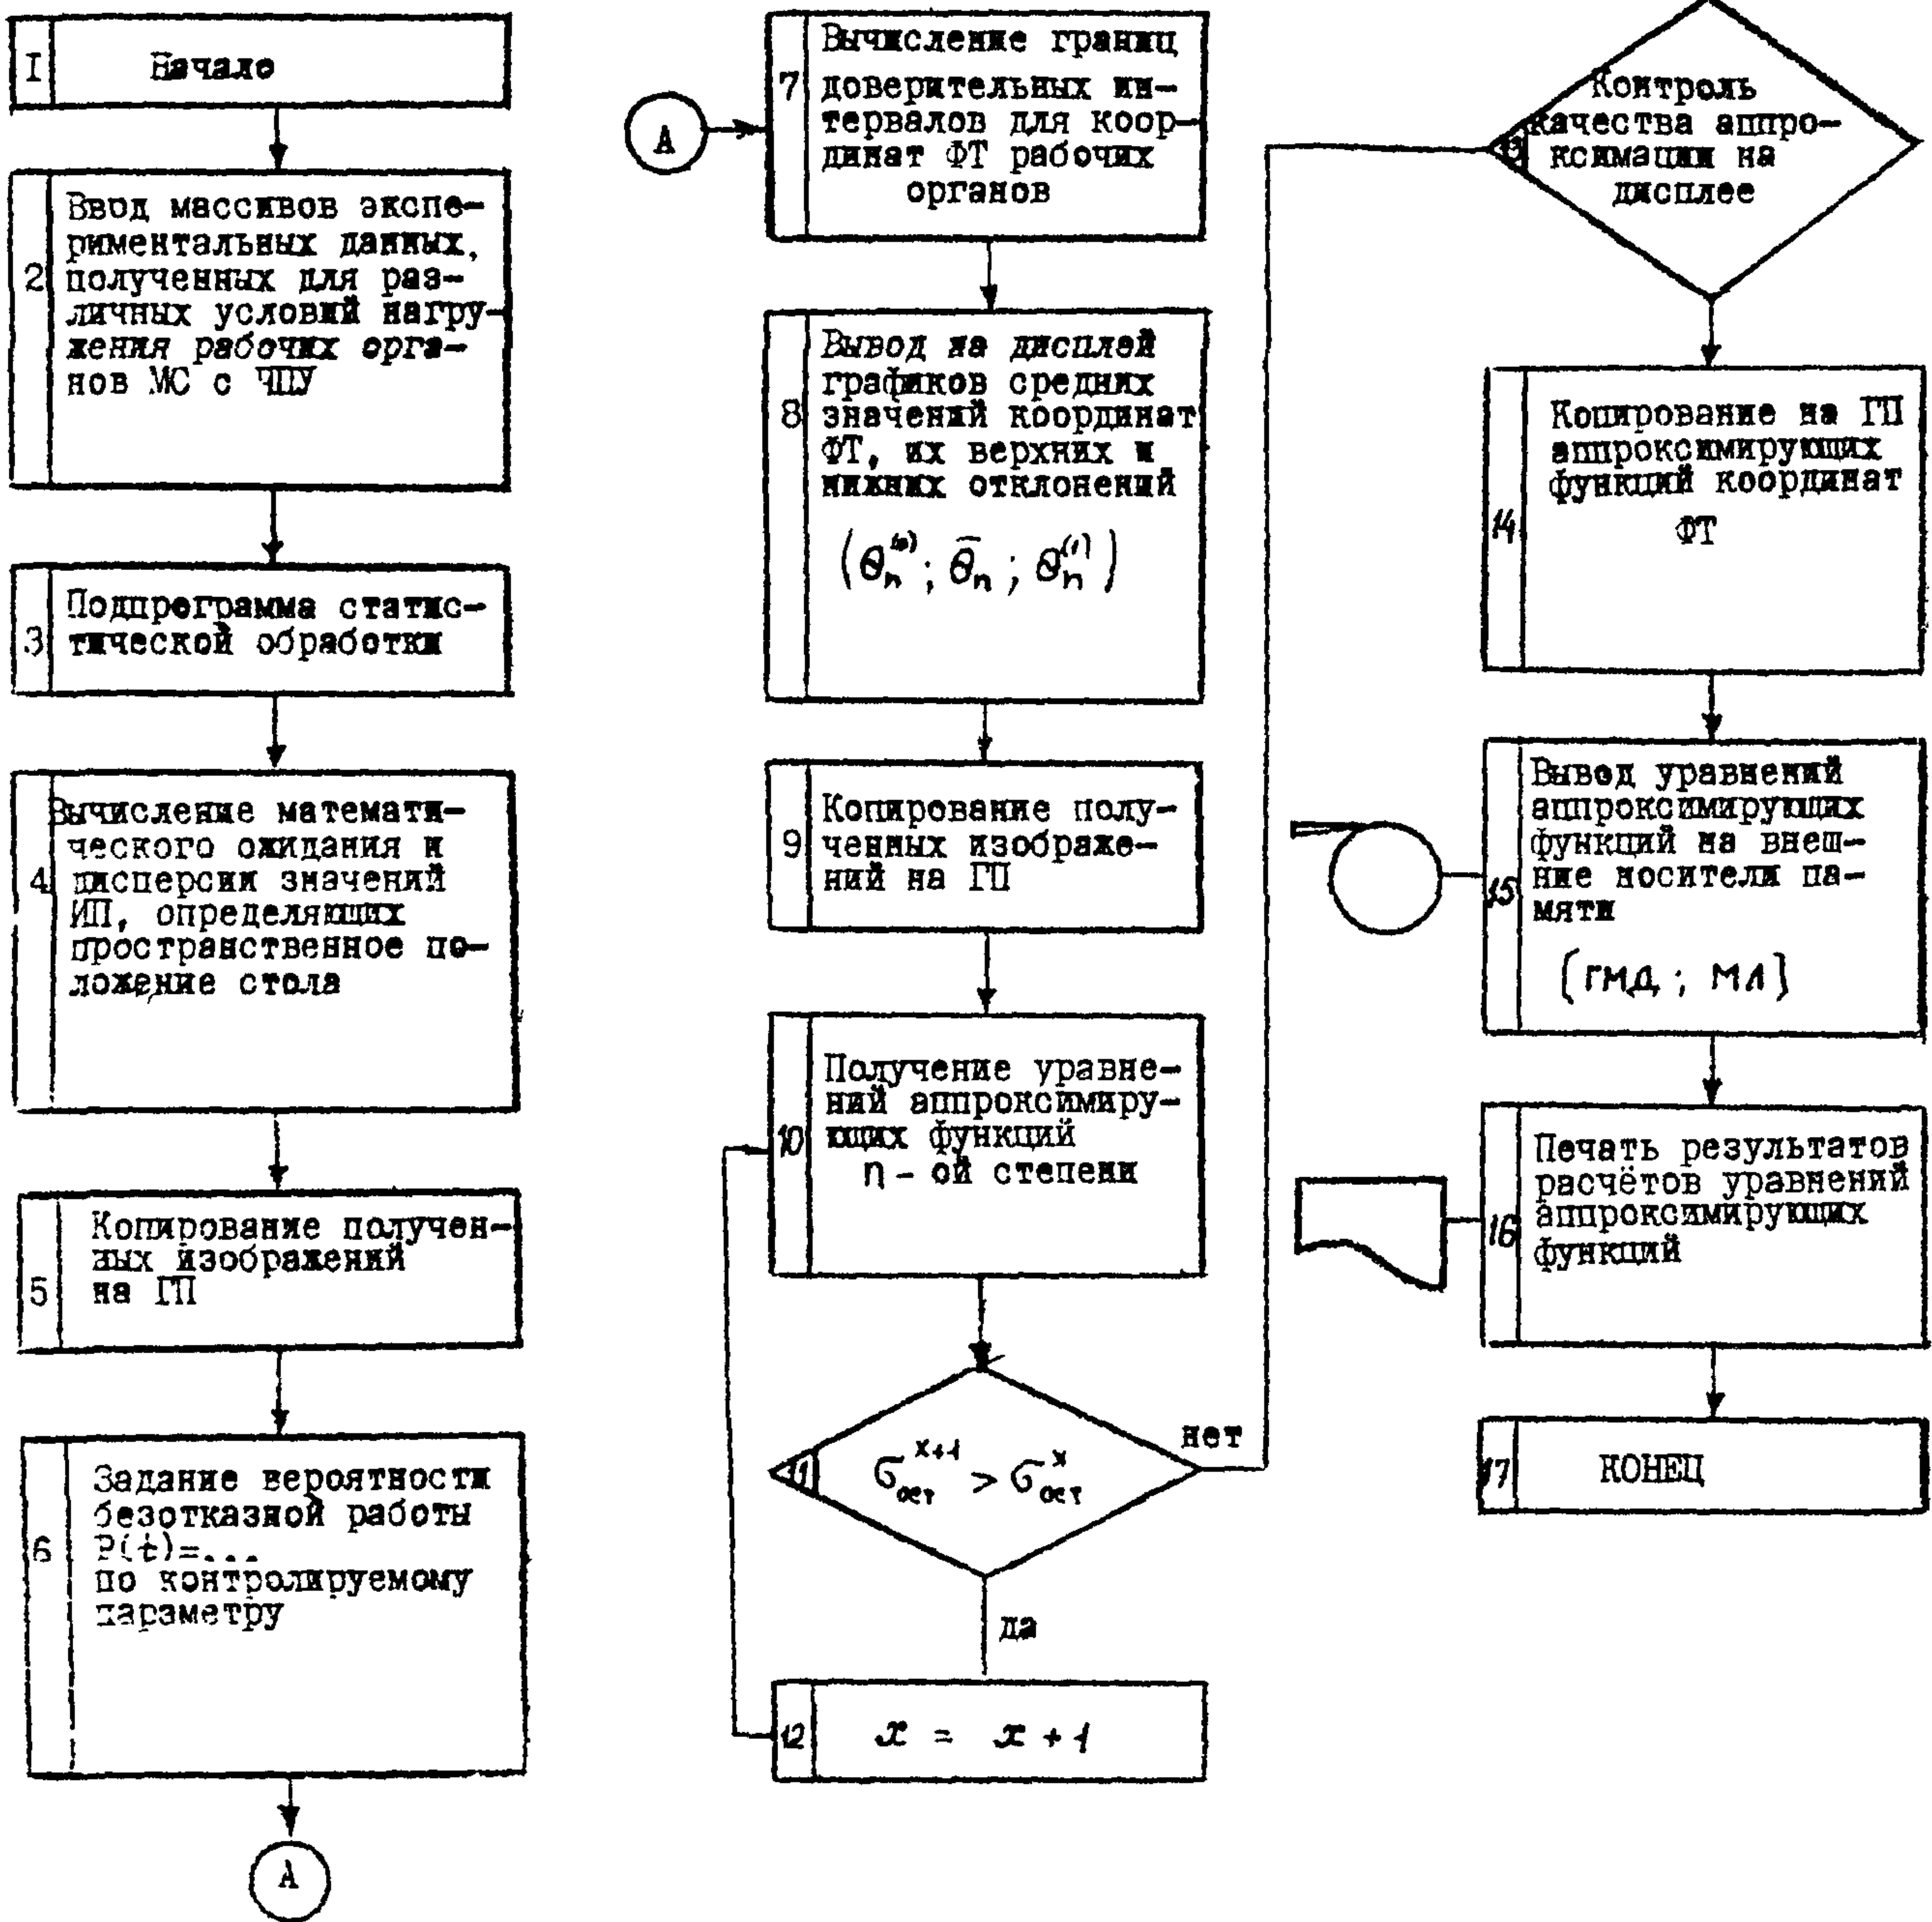 I
Начало
2
Ввод массивов экспе-
риментальных данных,
полученных для раз-
личных условий нагру-
жения рабочих орга-
нов МС с ЧПУ
3
Подпрограмма статис-
тической обработки
4
Вычисление математи-
ческого ожидания и
дисперсии значений
ИП, определяющих
пространственное по-
ложение стола
5
Копирование получен-
ных изображений
на ГП
6
Задание вероятности
безотказной работы
P(t)=...
по контролируемому
параметру
A
A
7
Вычисление границ
доверительных ин-
тервалов для коор-
динат ФТ рабочих
органов
8
Вывод на дисплей
графиков средних
значений координат
ФТ, их верхних и
нижних отклонений
(Θₙ⁽ᵃ⁾; Θ̄ₙ; Θₙ⁽¹⁾)
9
Копирование полу-
ченных изображе-
ний на ГП
10
Получение уравне-
ний аппроксимиру-
ющих функций
n - ой степени
11
σ ост x+1 > σ ост x
нет
да
12
x = x + 1
13
Контроль
качества аппро-
ксимации на
дисплее
14
Копирование на ГП
аппроксимирующих
функций координат
ФТ
15
Вывод уравнений
аппроксимирующих
функций на внеш-
ние носители па-
мяти
(ГМД ; МЛ)
16
Печать результатов
расчётов уравнений
аппроксимирующих
функций
17
КОНЕЦ